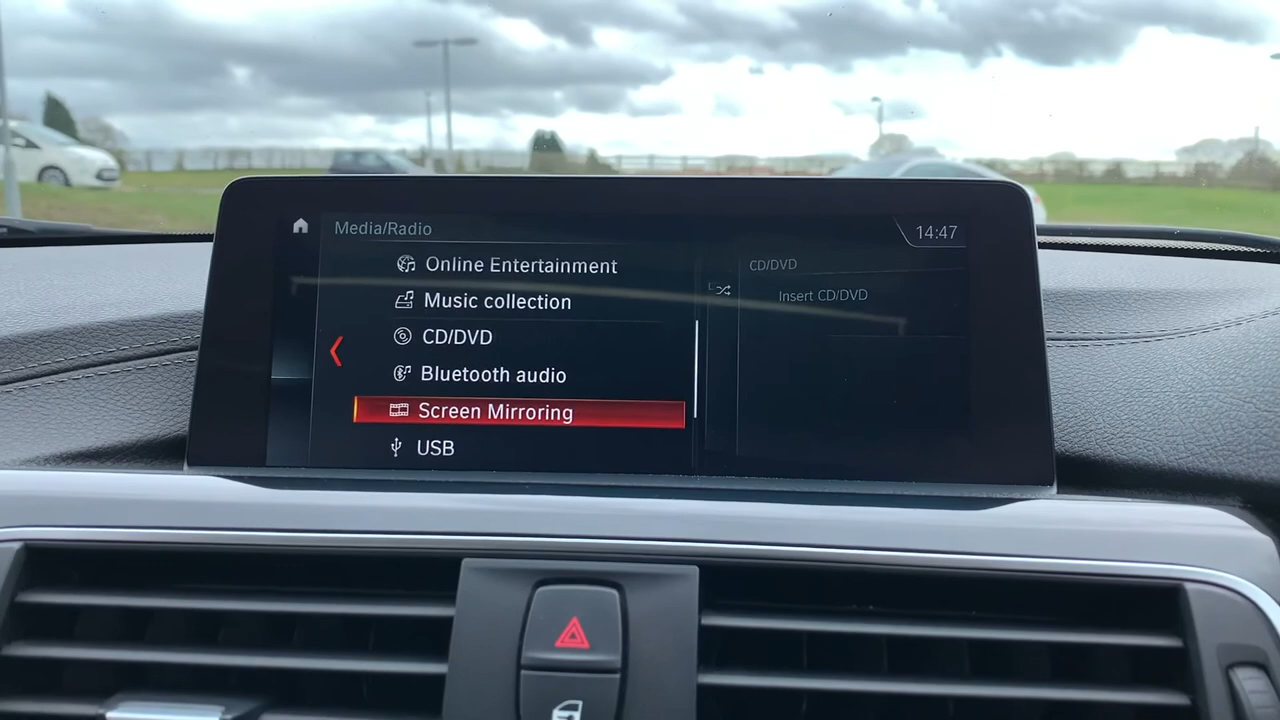 Media/Radio
14:47
Online Entertainment
Music collection
CD/DVD
Bluetooth audio
Screen Mirroring
USB
CD/DVD
Insert CD/DVD